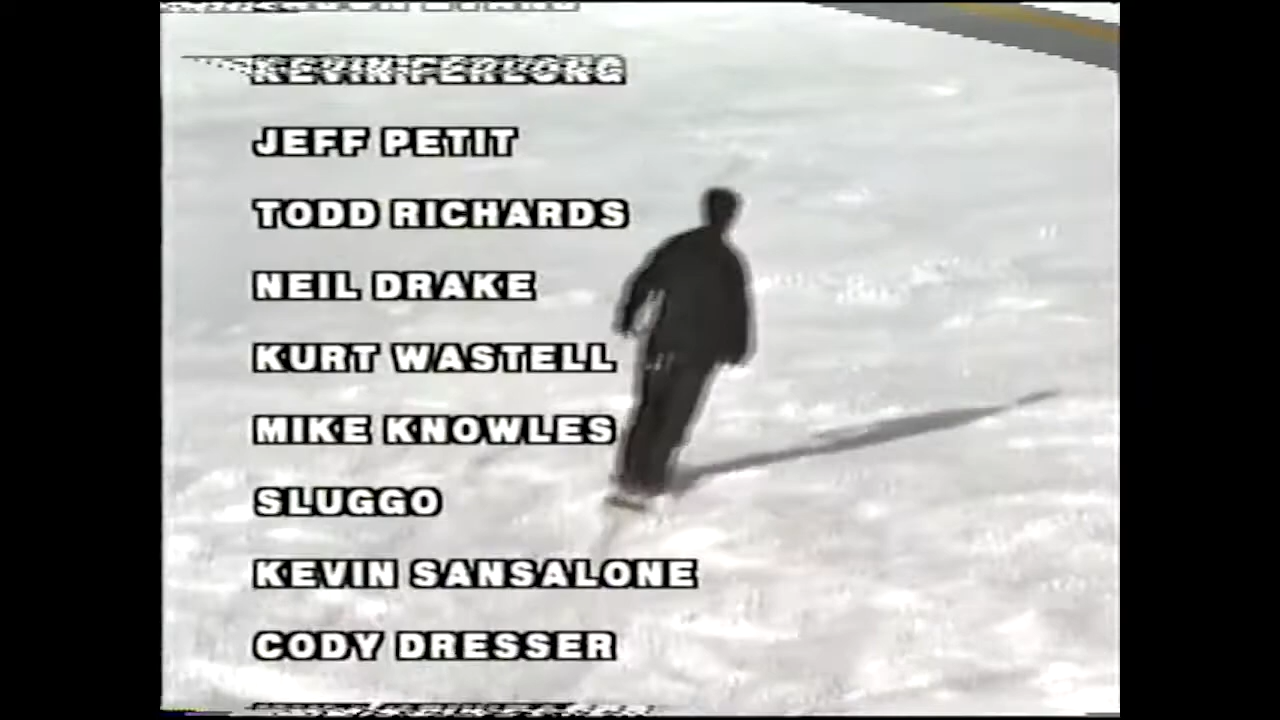 KEVIN FERLONG
JEFF PETIT
TODD RICHARDS
NEIL DRAKE
KURT WASTELL
MIKE KNOWLES
SLUGGO
KEVIN SANSALONE
CODY DRESSER